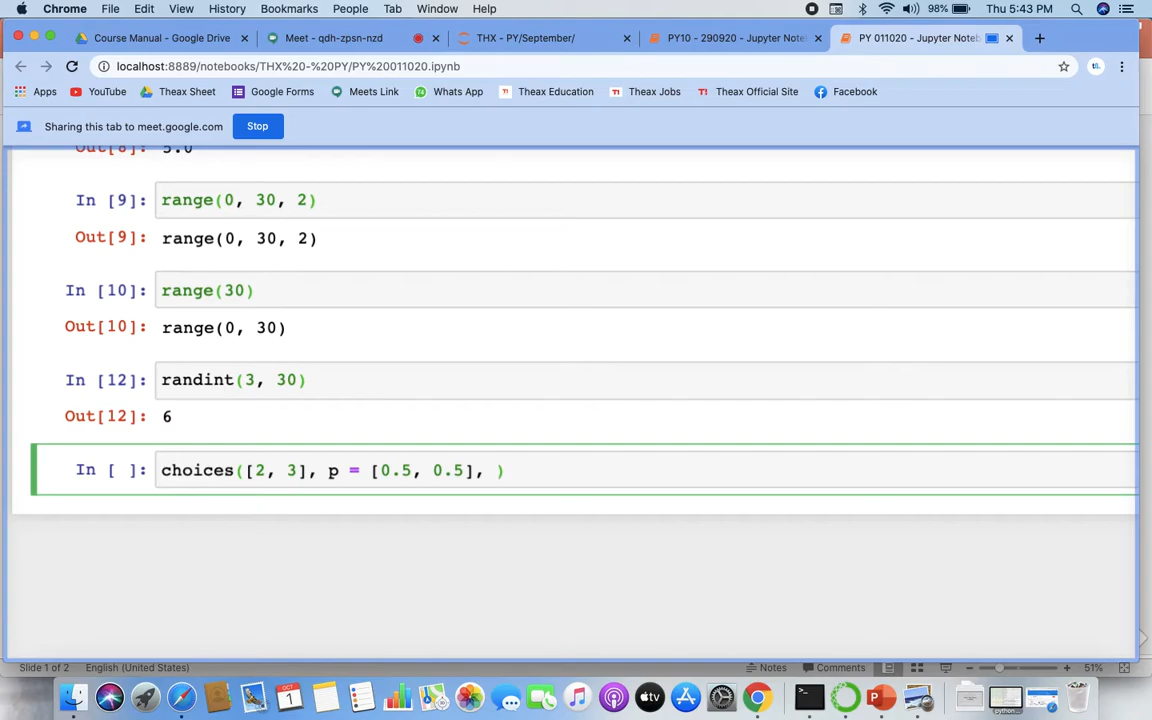 Chrome File Edit View History Bookmarks People Tab Window Help 98% Thu 5:43 PM
Course Manual - Google Drive Meet - qdh-zpsn-nzd THX - PY/September/ PY10 - 290920 - Jupyter Note PY 011020 - Jupyter Noteb
localhost:8889/notebooks/THX%20-%20PY/PY%20011020.ipynb
Apps YouTube Theax Sheet Google Forms Meets Link Whats App Theax Education Theax Jobs Theax Official Site Facebook
Sharing this tab to meet.google.com Stop
Out[8]: 5.0
In [9]: range(0, 30, 2)
Out[9]: range(0, 30, 2)
In [10]: range(30)
Out[10]: range(0, 30)
In [12]: randint(3, 30)
Out[12]: 6
In [ ]: choices([2, 3], p = [0.5, 0.5], )
Slide 1 of 2 English (United States) Notes Comments 51%